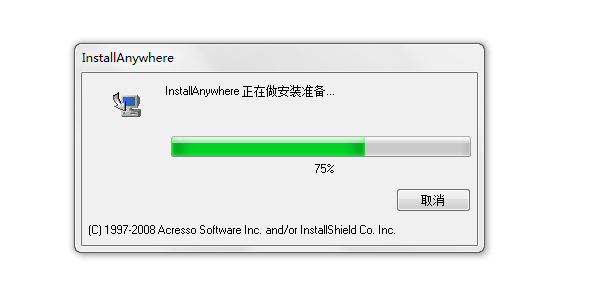 InstallAnywhere
InstallAnywhere 正在做安装准备...
75%
取消
(C) 1997-2008 Acresso Software Inc. and/or InstallShield Co. Inc.